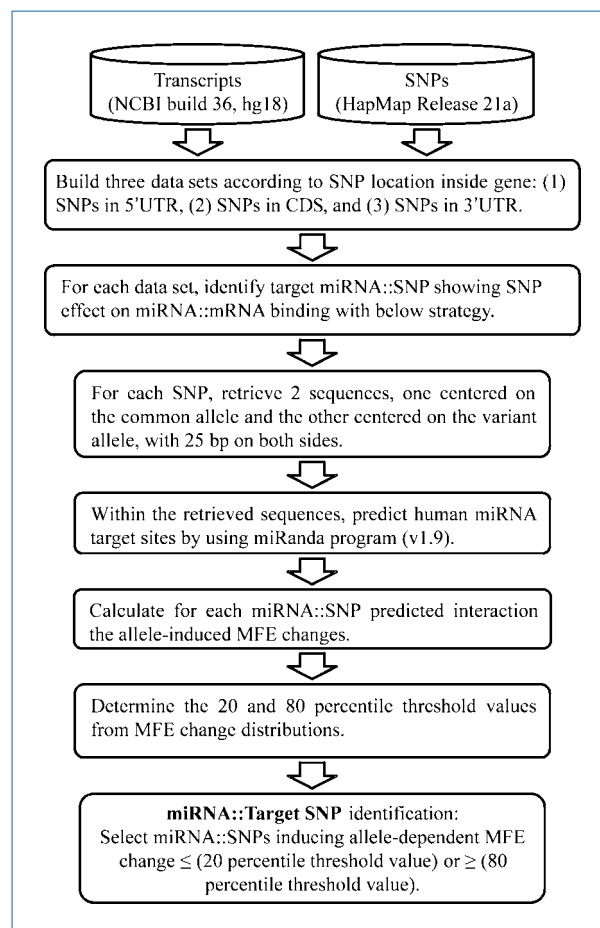 Transcripts
(NCBI build 36, hg18)
SNPs
(HapMap Release 21a)
Build three data sets according to SNP location inside gene: (1)
SNPs in 5'UTR, (2) SNPs in CDS, and (3) SNPs in 3'UTR.
For each data set, identify target miRNA::SNP showing SNP
effect on miRNA::mRNA binding with below strategy.
For each SNP, retrieve 2 sequences, one centered on
the common allele and the other centered on the variant
allele, with 25 bp on both sides.
Within the retrieved sequences, predict human miRNA
target sites by using miRanda program (v1.9).
Calculate for each miRNA::SNP predicted interaction
the allele-induced MFE changes.
Determine the 20 and 80 percentile threshold values
from MFE change distributions.
miRNA::Target SNP identification:
Select miRNA::SNPs inducing allele-dependent MFE
change ≤ (20 percentile threshold value) or ≥ (80
percentile threshold value).